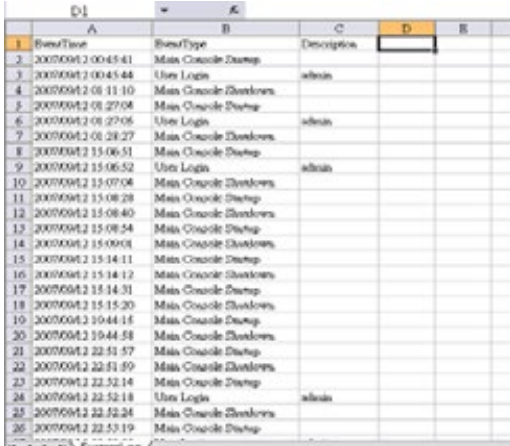 D1
A B C D E
1 EventTime EventType Description
2 2007/09/12 00:45:41 Main Console Startup
3 2007/09/12 00:45:44 User Login admin
4 2007/09/12 01:11:10 Main Console Shutdown
5 2007/09/12 01:27:04 Main Console Startup
6 2007/09/12 01:27:05 User Login admin
7 2007/09/12 01:28:27 Main Console Shutdown
8 2007/09/12 15:06:51 Main Console Startup
9 2007/09/12 15:06:52 User Login admin
10 2007/09/12 15:07:04 Main Console Shutdown
11 2007/09/12 15:08:28 Main Console Startup
12 2007/09/12 15:08:40 Main Console Shutdown
13 2007/09/12 15:08:54 Main Console Startup
14 2007/09/12 15:09:01 Main Console Shutdown
15 2007/09/12 15:14:11 Main Console Startup
16 2007/09/12 15:14:12 Main Console Shutdown
17 2007/09/12 15:14:31 Main Console Startup
18 2007/09/12 15:15:20 Main Console Shutdown
19 2007/09/12 19:44:15 Main Console Startup
20 2007/09/12 19:44:58 Main Console Shutdown
21 2007/09/12 22:51:57 Main Console Startup
22 2007/09/12 22:51:59 Main Console Shutdown
23 2007/09/12 22:52:14 Main Console Startup
24 2007/09/12 22:52:18 User Login admin
25 2007/09/12 22:52:24 Main Console Shutdown
26 2007/09/12 22:53:19 Main Console Startup